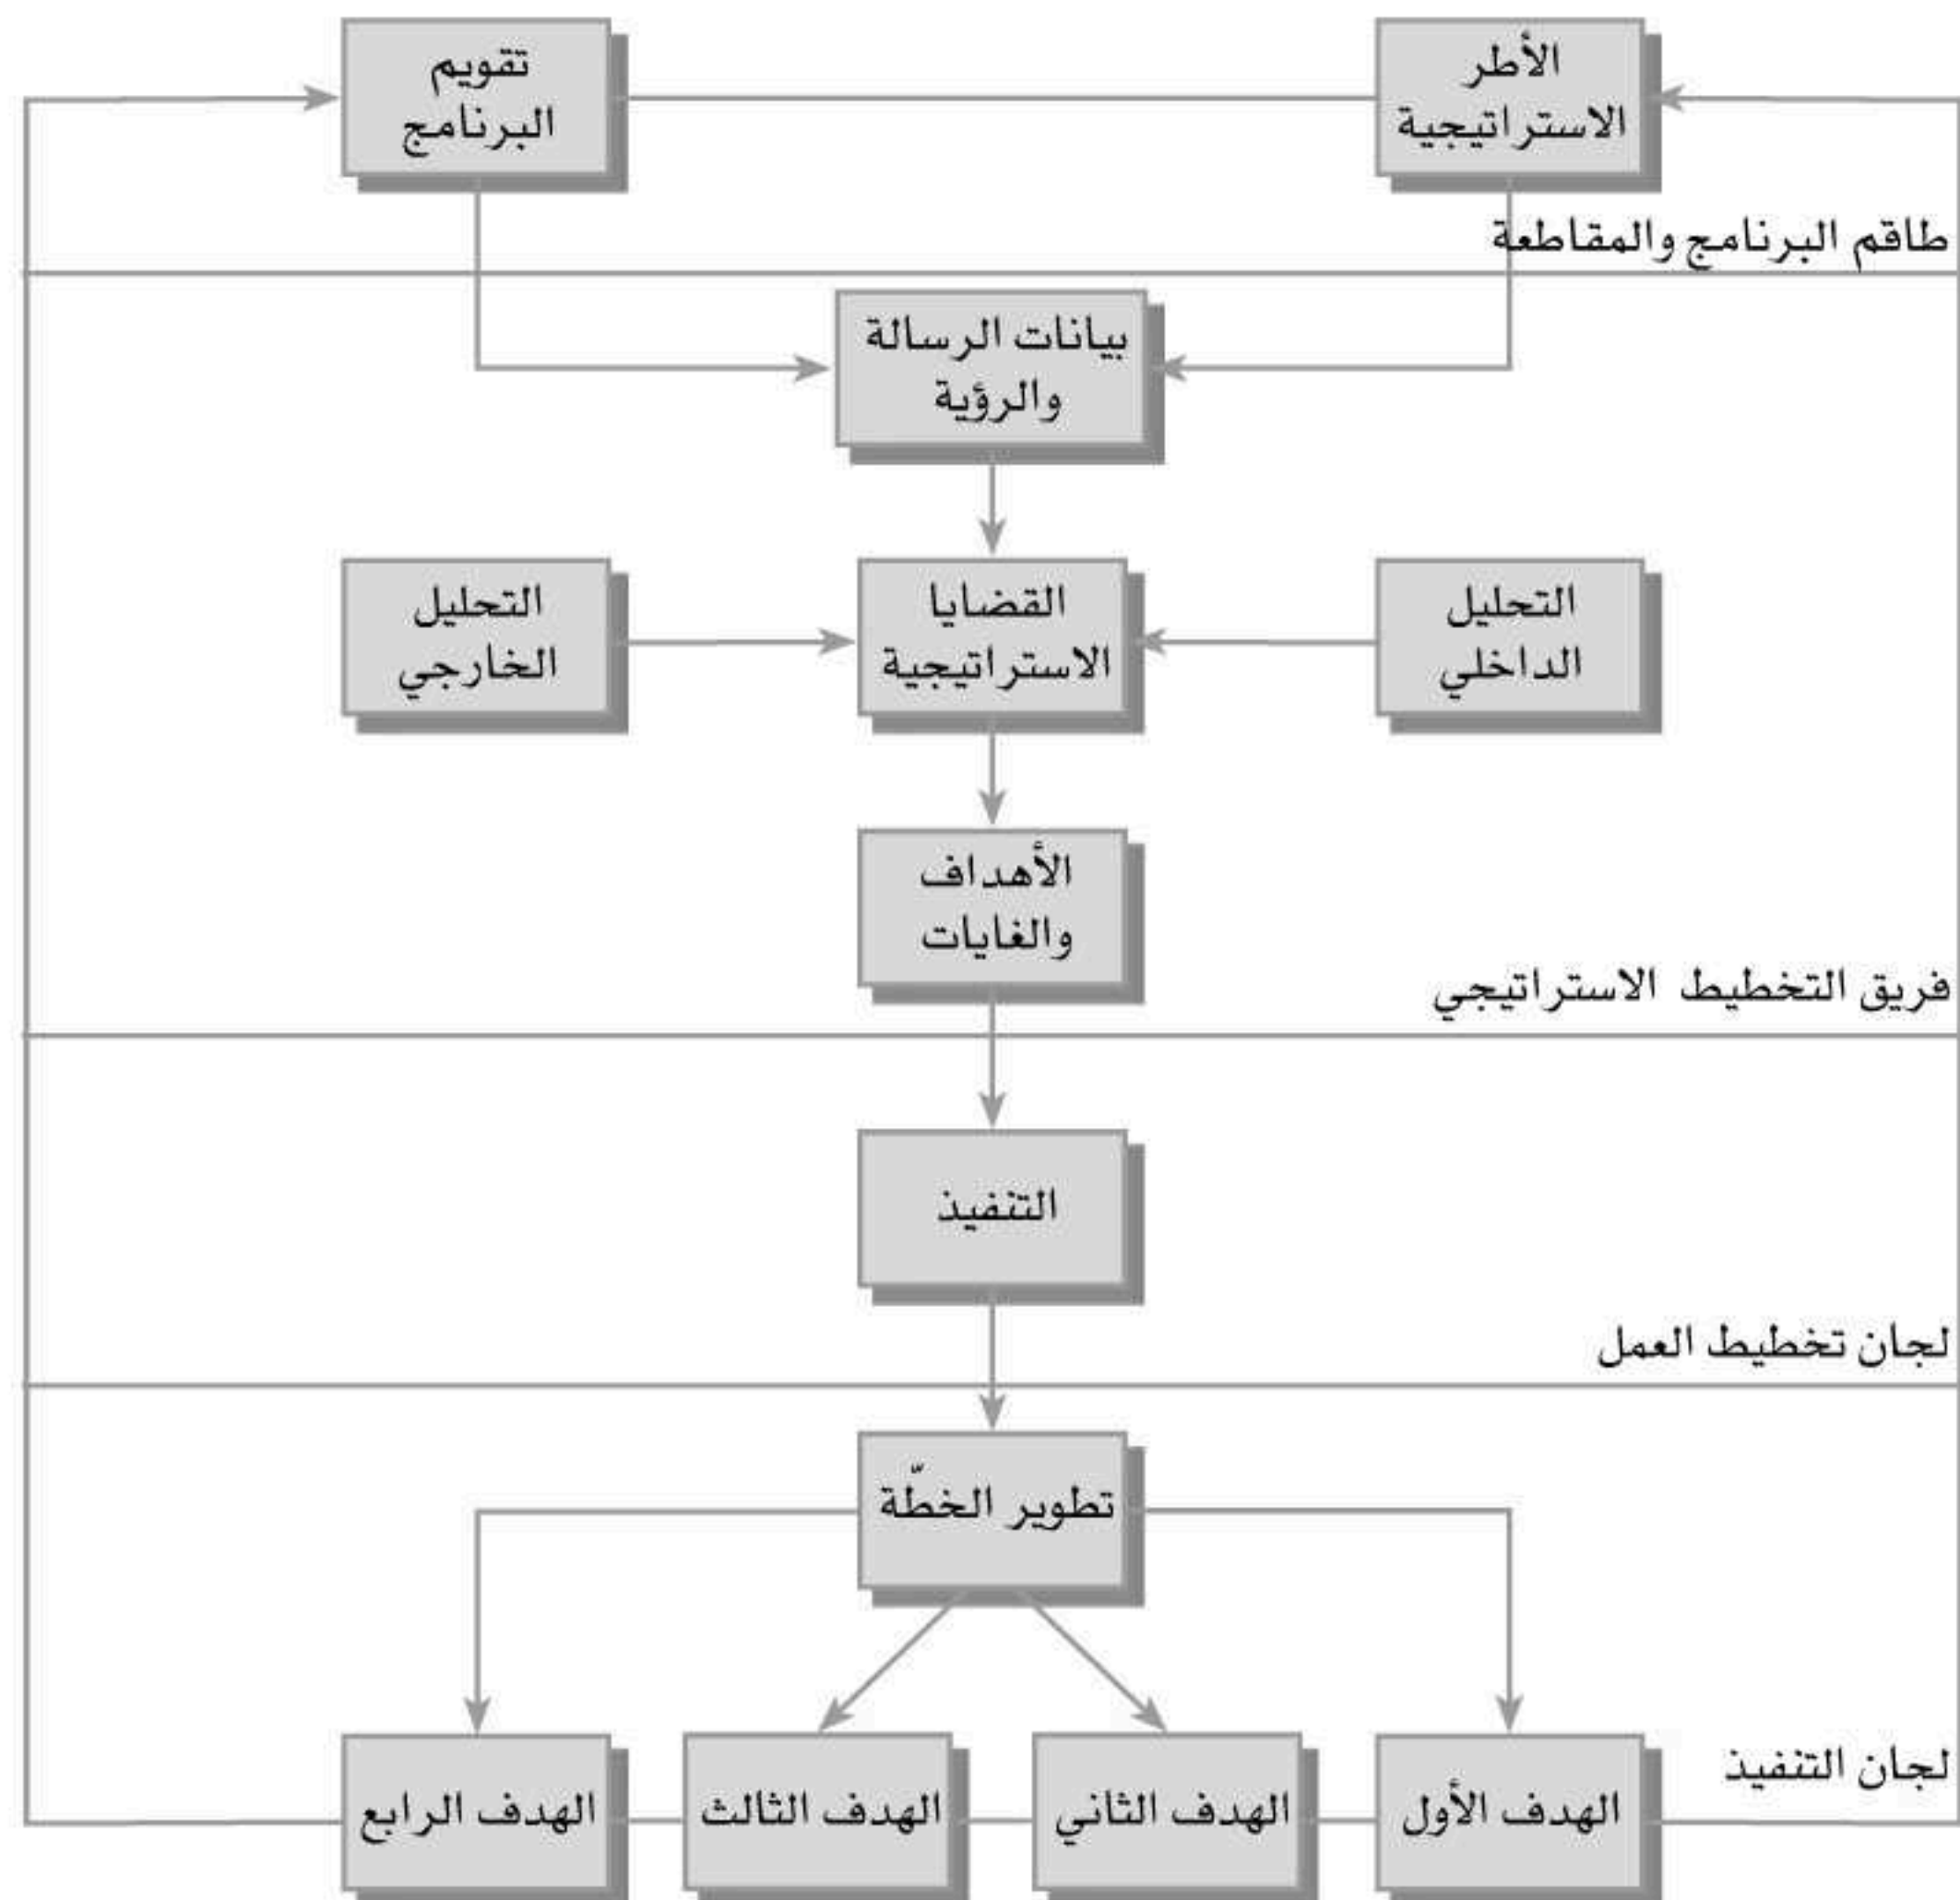 الأطر
الاستراتيجية
تقويم
البرنامج
طاقم البرنامج والمقاطعة
بيانات الرسالة
والرؤية
التحليل
الداخلي
القضايا
الاستراتيجية
التحليل
الخارجي
الأهداف
والغايات
فريق التخطيط الاستراتيجي
التنفيذ
لجان تخطيط العمل
تطوير الخطّة
لجان التنفيذ
الهدف الأول
الهدف الثاني
الهدف الثالث
الهدف الرابع